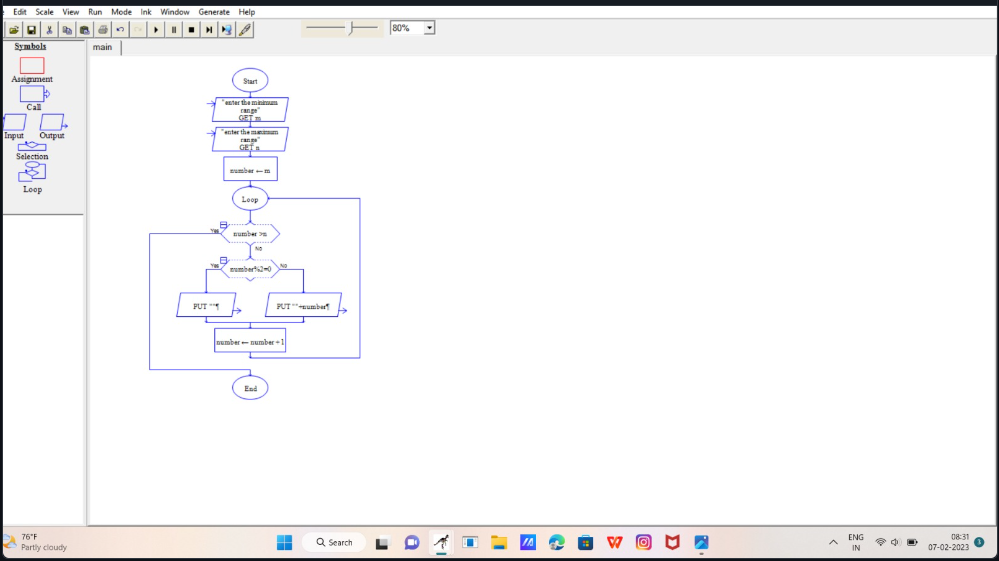 Edit Scale View Run Mode Ink Window Generate Help
80%
Symbols
Assignment
Call
Input Output
Selection
Loop
main
Start
"enter the minimum
range"
GET m
"enter the maximum
range"
GET n
number ← m
Loop
Yes
number >n
No
Yes
number%2=0
No
PUT ""¶
PUT ""+number¶
number ← number + 1
End
76°F
Partly cloudy
Search
ENG
IN
08:31
07-02-2023
3